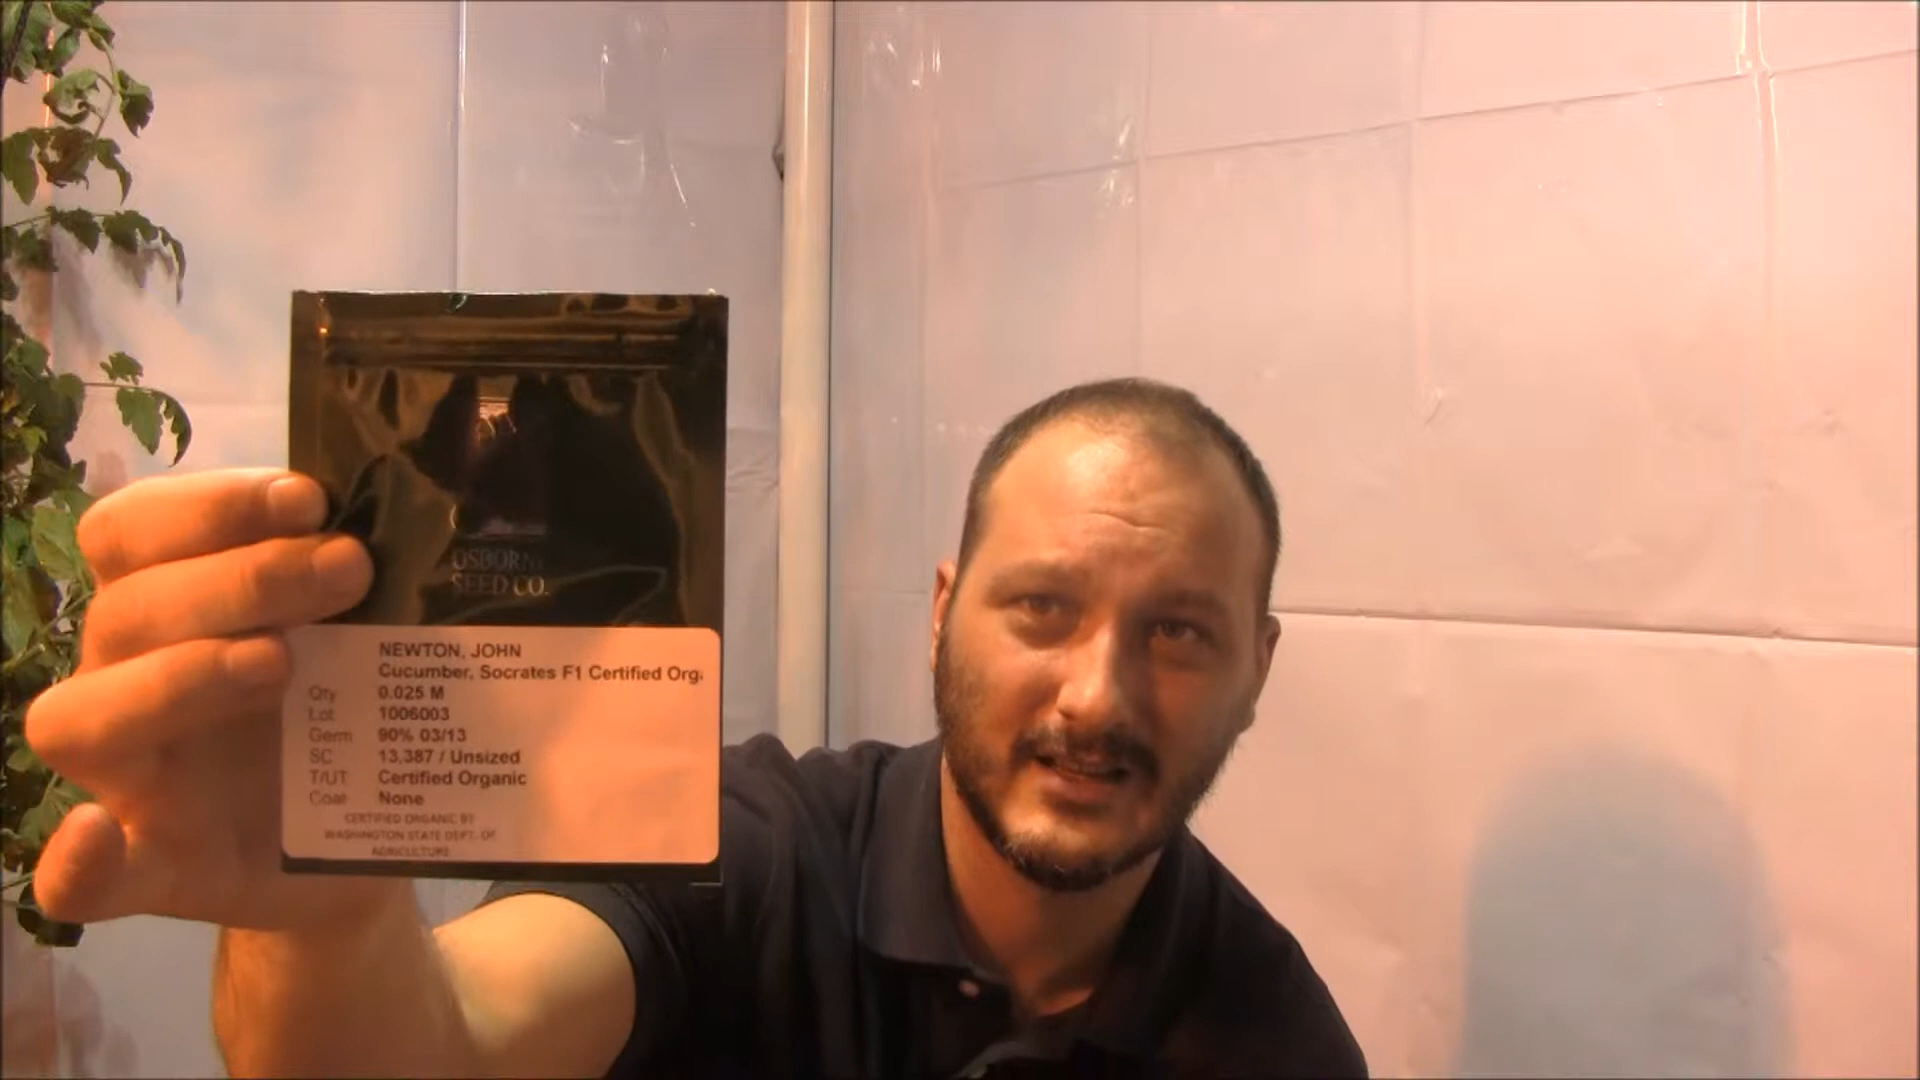 OSBORNE
SEED CO.
NEWTON, JOHN
Cucumber, Socrates F1 Certified Orga
Qty 0.025 M
Lot 1006003
Germ 90% 03/13
SC 13,387 / Unsized
T/UT Certified Organic
Coat None
CERTIFIED ORGANIC BY
WASHINGTON STATE DEPT. OF
AGRICULTURE